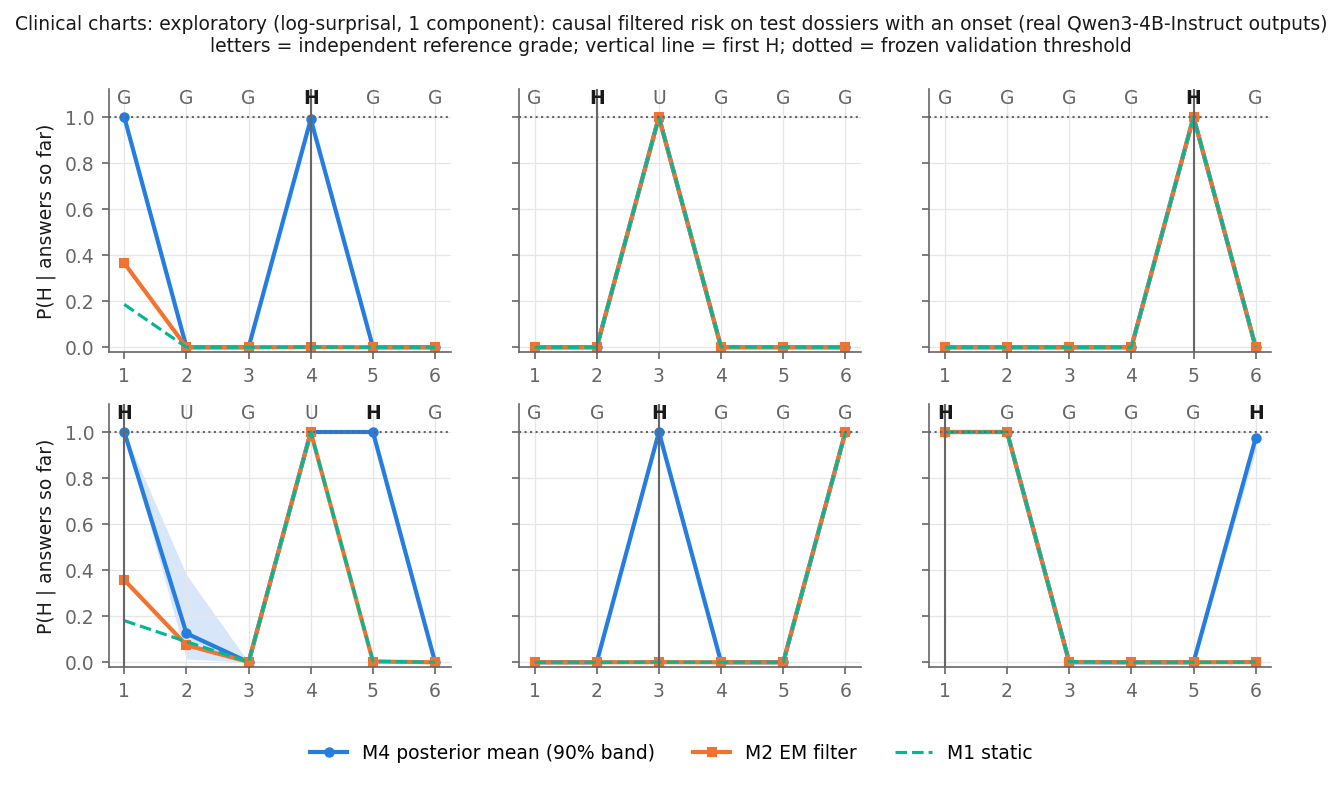 Clinical charts: exploratory (log-surprisal, 1 component): causal filtered risk on test dossiers with an onset (real Qwen3-4B-Instruct outputs)
letters = independent reference grade; vertical line = first H; dotted = frozen validation threshold
G G G H G G
G H U G G G
G G G G H G
P(H | answers so far)
1.0
0.8
0.6
0.4
0.2
0.0
1 2 3 4 5 6
1 2 3 4 5 6
1 2 3 4 5 6
H U G U H G
G G H G G G
H G G G G H
P(H | answers so far)
1.0
0.8
0.6
0.4
0.2
0.0
1 2 3 4 5 6
1 2 3 4 5 6
1 2 3 4 5 6
M4 posterior mean (90% band)
M2 EM filter
M1 static